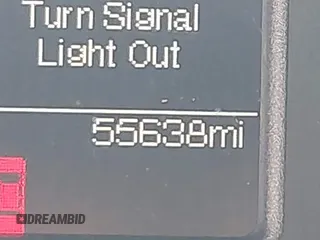 Turn Signal
Light Out
55638mi
DREAMBID